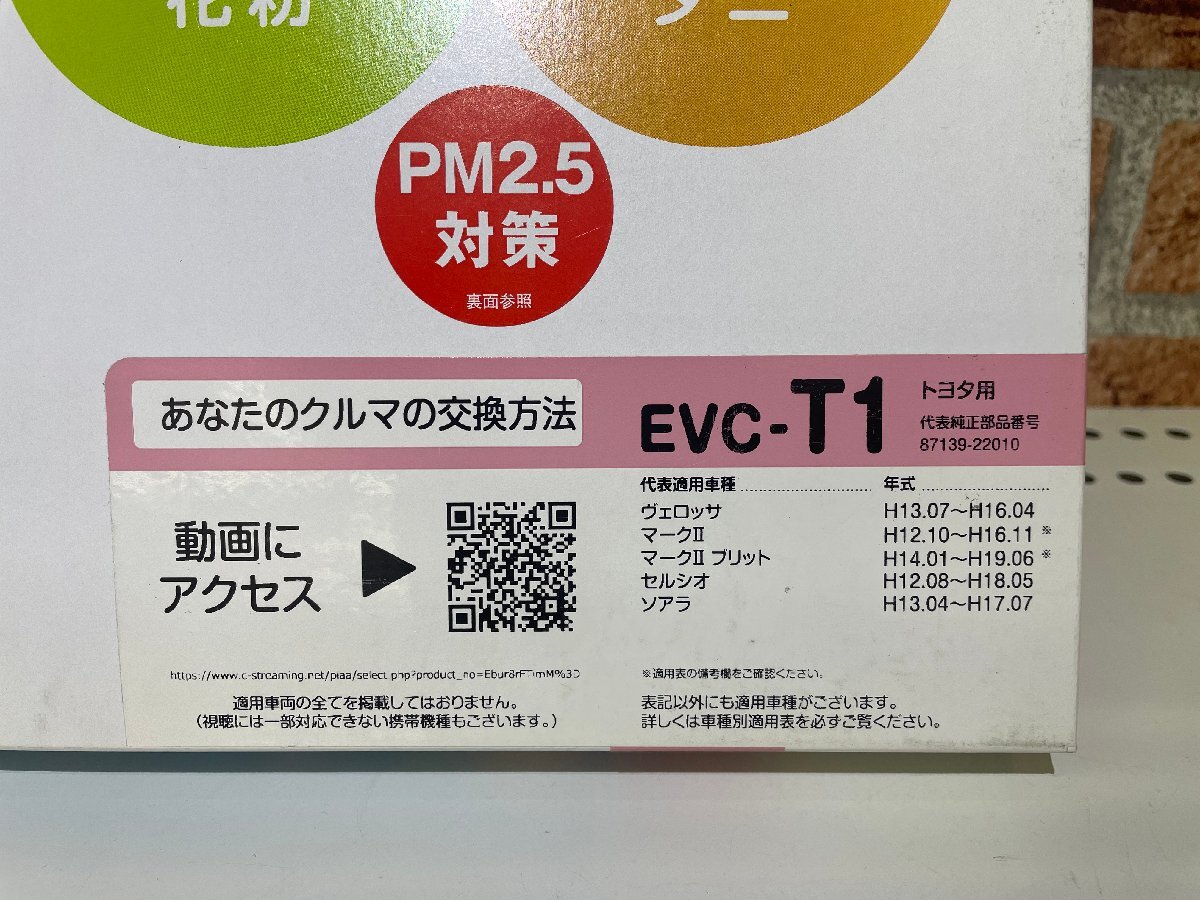 花粉
ダニ
PM2.5
対策
裏面参照
あなたのクルマの交換方法
EVC-T1
トヨタ用
代表純正部品番号
87139-22010
動画に
アクセス
代表適用車種 年式
ヴェロッサ H13.07~H16.04
マークⅡ H12.10~H16.11 ※
マークⅡ ブリット H14.01~H19.06 ※
セルシオ H12.08~H18.05
ソアラ H13.04~H17.07
※適用表の備考欄をご確認ください。
適用車両の全てを掲載してはおりません。
(視聴には一部対応できない携帯機種もございます。)
表記以外にも適用車種がございます。
詳しくは車種別適用表を必ずご覧ください。